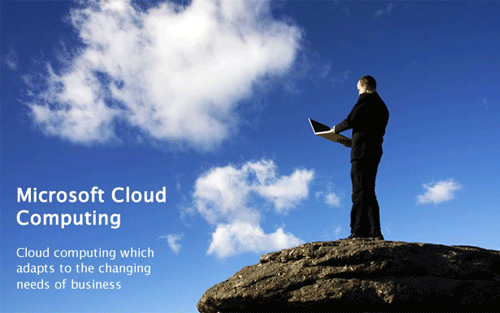 Microsoft Cloud
Computing
Cloud computing which
adapts to the changing
needs of business